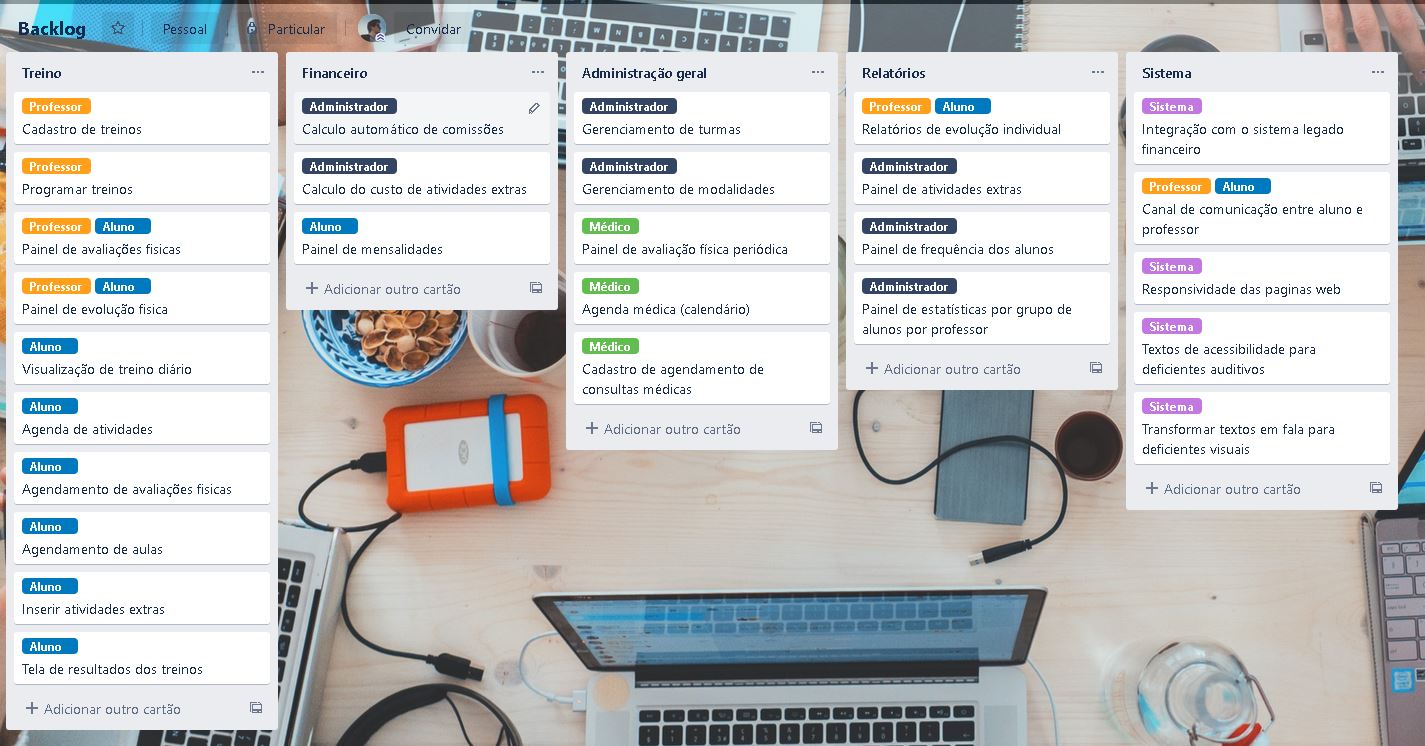 Backlog
Pessoal
Particular
Convidar
Treino
Professor
Cadastro de treinos
Professor
Programar treinos
Professor Aluno
Painel de avaliações fisicas
Professor Aluno
Painel de evolução fisica
Aluno
Visualização de treino diário
Aluno
Agenda de atividades
Aluno
Agendamento de avaliações fisicas
Aluno
Agendamento de aulas
Aluno
Inserir atividades extras
Aluno
Tela de resultados dos treinos
+ Adicionar outro cartão
Financeiro
Administrador
Calculo automático de comissões
Administrador
Calculo do custo de atividades extras
Aluno
Painel de mensalidades
+ Adicionar outro cartão
Administração geral
Administrador
Gerenciamento de turmas
Administrador
Gerenciamento de modalidades
Médico
Painel de avaliação física periódica
Médico
Agenda médica (calendário)
Médico
Cadastro de agendamento de
consultas médicas
+ Adicionar outro cartão
Relatórios
Professor Aluno
Relatórios de evolução individual
Administrador
Painel de atividades extras
Administrador
Painel de frequência dos alunos
Administrador
Painel de estatísticas por grupo de
alunos por professor
+ Adicionar outro cartão
Sistema
Sistema
Integração com o sistema legado
financeiro
Professor Aluno
Canal de comunicação entre aluno e
professor
Sistema
Responsividade das paginas web
Sistema
Textos de acessibilidade para
deficientes auditivos
Sistema
Transformar textos em fala para
deficientes visuais
+ Adicionar outro cartão